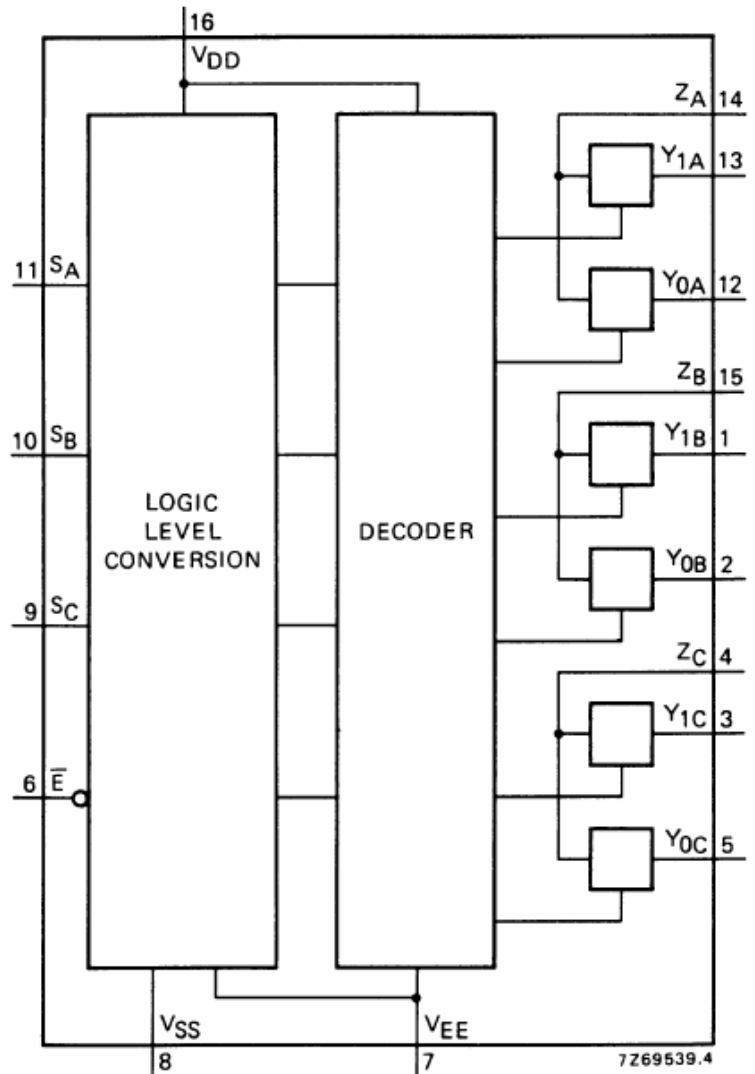 16
VDD
ZA 14
Y1A 13
11 SA
Y0A 12
ZB 15
10 SB
Y1B 1
LOGIC
LEVEL
CONVERSION
DECODER
Y0B 2
9 SC
ZC 4
Y1C 3
6 E̅
Y0C 5
VSS
VEE
8
7
7Z69539.4